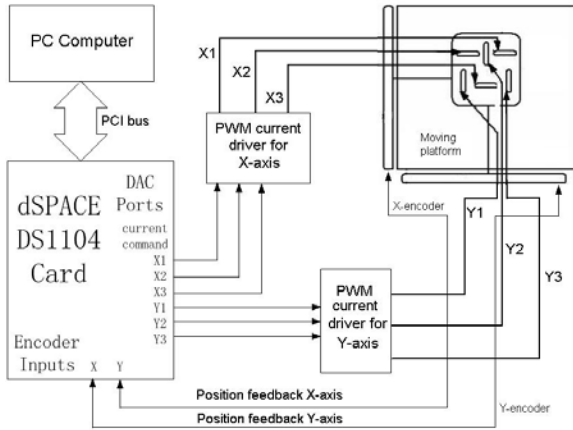 PC Computer
PCI bus
X1
X2
X3
PWM current
driver for
X-axis
Moving
platform
X-encoder
dSPACE
DS1104
Card
DAC
Ports
current
command
X1
X2
X3
Y1
Y2
Y3
Encoder
Inputs
X
Y
PWM
current
driver for
Y-axis
Y1
Y2
Y3
Position feedback X-axis
Position feedback Y-axis
Y-encoder